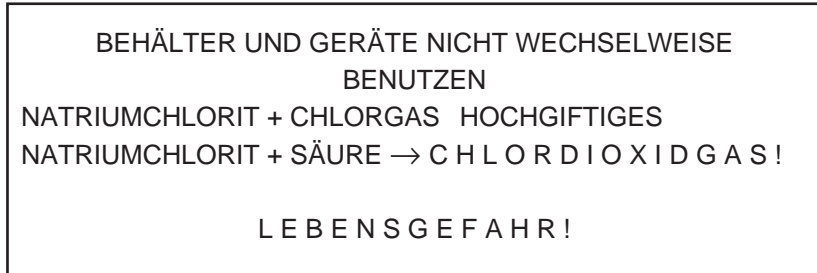 BEHÄLTER UND GERÄTE NICHT WECHSELWEISE
BENUTZEN
NATRIUMCHLORIT + CHLORGAS HOCHGIFTIGES
NATRIUMCHLORIT + SÄURE → C H L O R D I O X I D G A S !
L E B E N S G E F A H R !